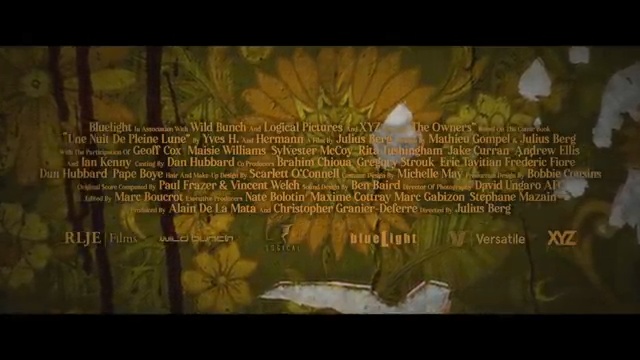 Bluelight In Association With Wild Bunch And Logical Pictures And XYZ "The Owners" Based On The Comic Book
"Une Nuit De Pleine Lune" By Yves H. And Hermann A Film By Julius Berg Mathieu Gompel & Julius Berg
With The Participation Of Geoff Cox Maisie Williams Sylvester McCoy Rita Tushingham Jake Curran Andrew Ellis
And Ian Kenny Casting By Dan Hubbard Co Producers Ibrahim Chioua Gregory Strouk Eric Tavitian Frederic Fiore
Dan Hubbard Pape Boye Hair And Make-Up Design By Scarlett O'Connell Costume Design By Michelle May Production Design By Bobbie Cousins
Original Score Composed By Paul Frazer & Vincent Welch Sound Design By Ben Baird Director Of Photography David Ungaro AFC
Edited By Marc Boucrot Executive Producers Nate Bolotin Maxime Cottray Marc Gabizon Stephane Mazain
Produced By Alain De La Mata And Christopher Granier-Deferre Directed By Julius Berg
RLJE Films wild bunch LOGICAL blueLight Versatile XYZ